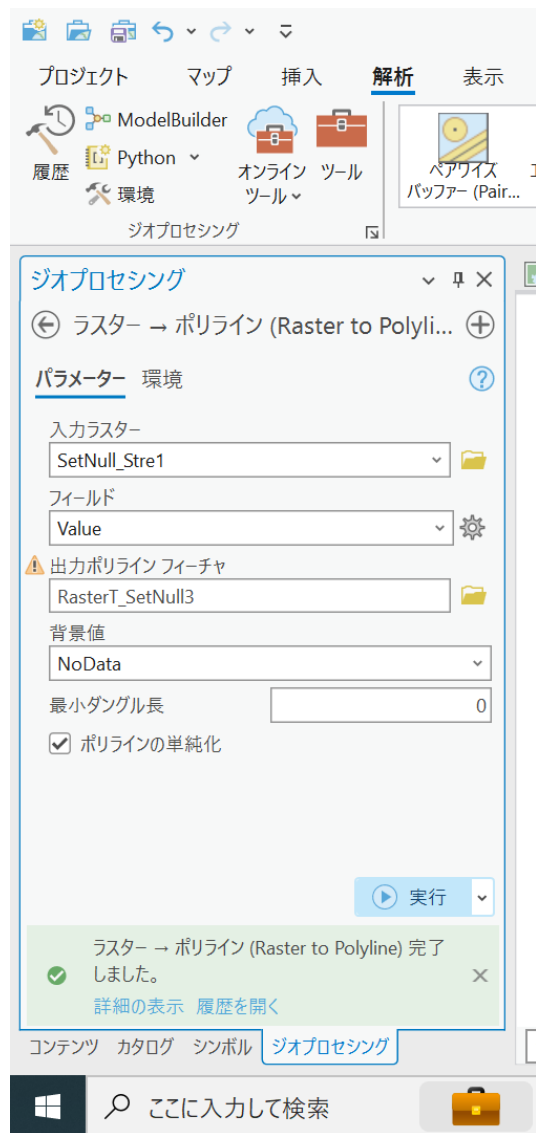 プロジェクト マップ 挿入 解析 表示
ModelBuilder
Python
環境
履歴
オンライン
ツール
ツール
ペアワイズ
バッファー (Pair...
ジオプロセシング
ジオプロセシング
ラスター → ポリライン (Raster to Polyli...
パラメーター 環境
入力ラスター
SetNull_Stre1
フィールド
Value
出力ポリライン フィーチャ
RasterT_SetNull3
背景値
NoData
最小ダングル長 0
ポリラインの単純化
実行
ラスター → ポリライン (Raster to Polyline) 完了
しました。
詳細の表示 履歴を開く
コンテンツ カタログ シンボル ジオプロセシング
ここに入力して検索